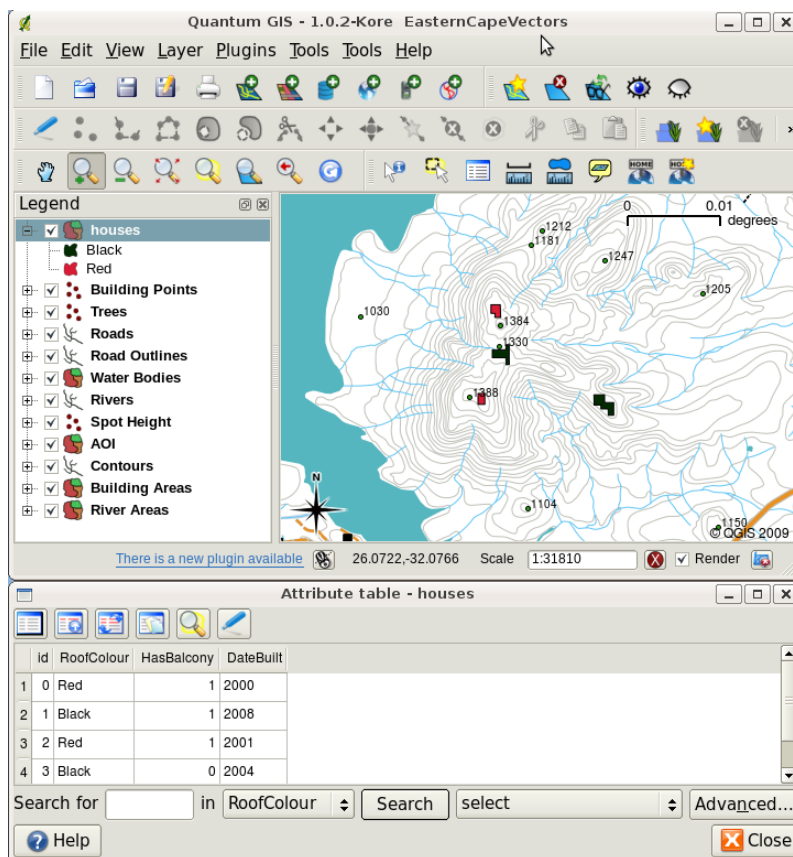 Quantum GIS - 1.0.2-Kore EasternCapeVectors
File Edit View Layer Plugins Tools Tools Help
Legend
houses
Black
Red
Building Points
Trees
Roads
Road Outlines
Water Bodies
Rivers
Spot Height
AOI
Contours
Building Areas
River Areas
HOME
HOME
0 0.01
degrees
1212
1181
1247
1205
1030
1384
1330
1388
1104
1150
N
© QGIS 2009
There is a new plugin available 26.0722,-32.0766 Scale 1:31810 Render
Attribute table - houses
id RoofColour HasBalcony DateBuilt
1 0 Red 1 2000
2 1 Black 1 2008
3 2 Red 1 2001
4 3 Black 0 2004
Search for in RoofColour Search select Advanced...
Help Close